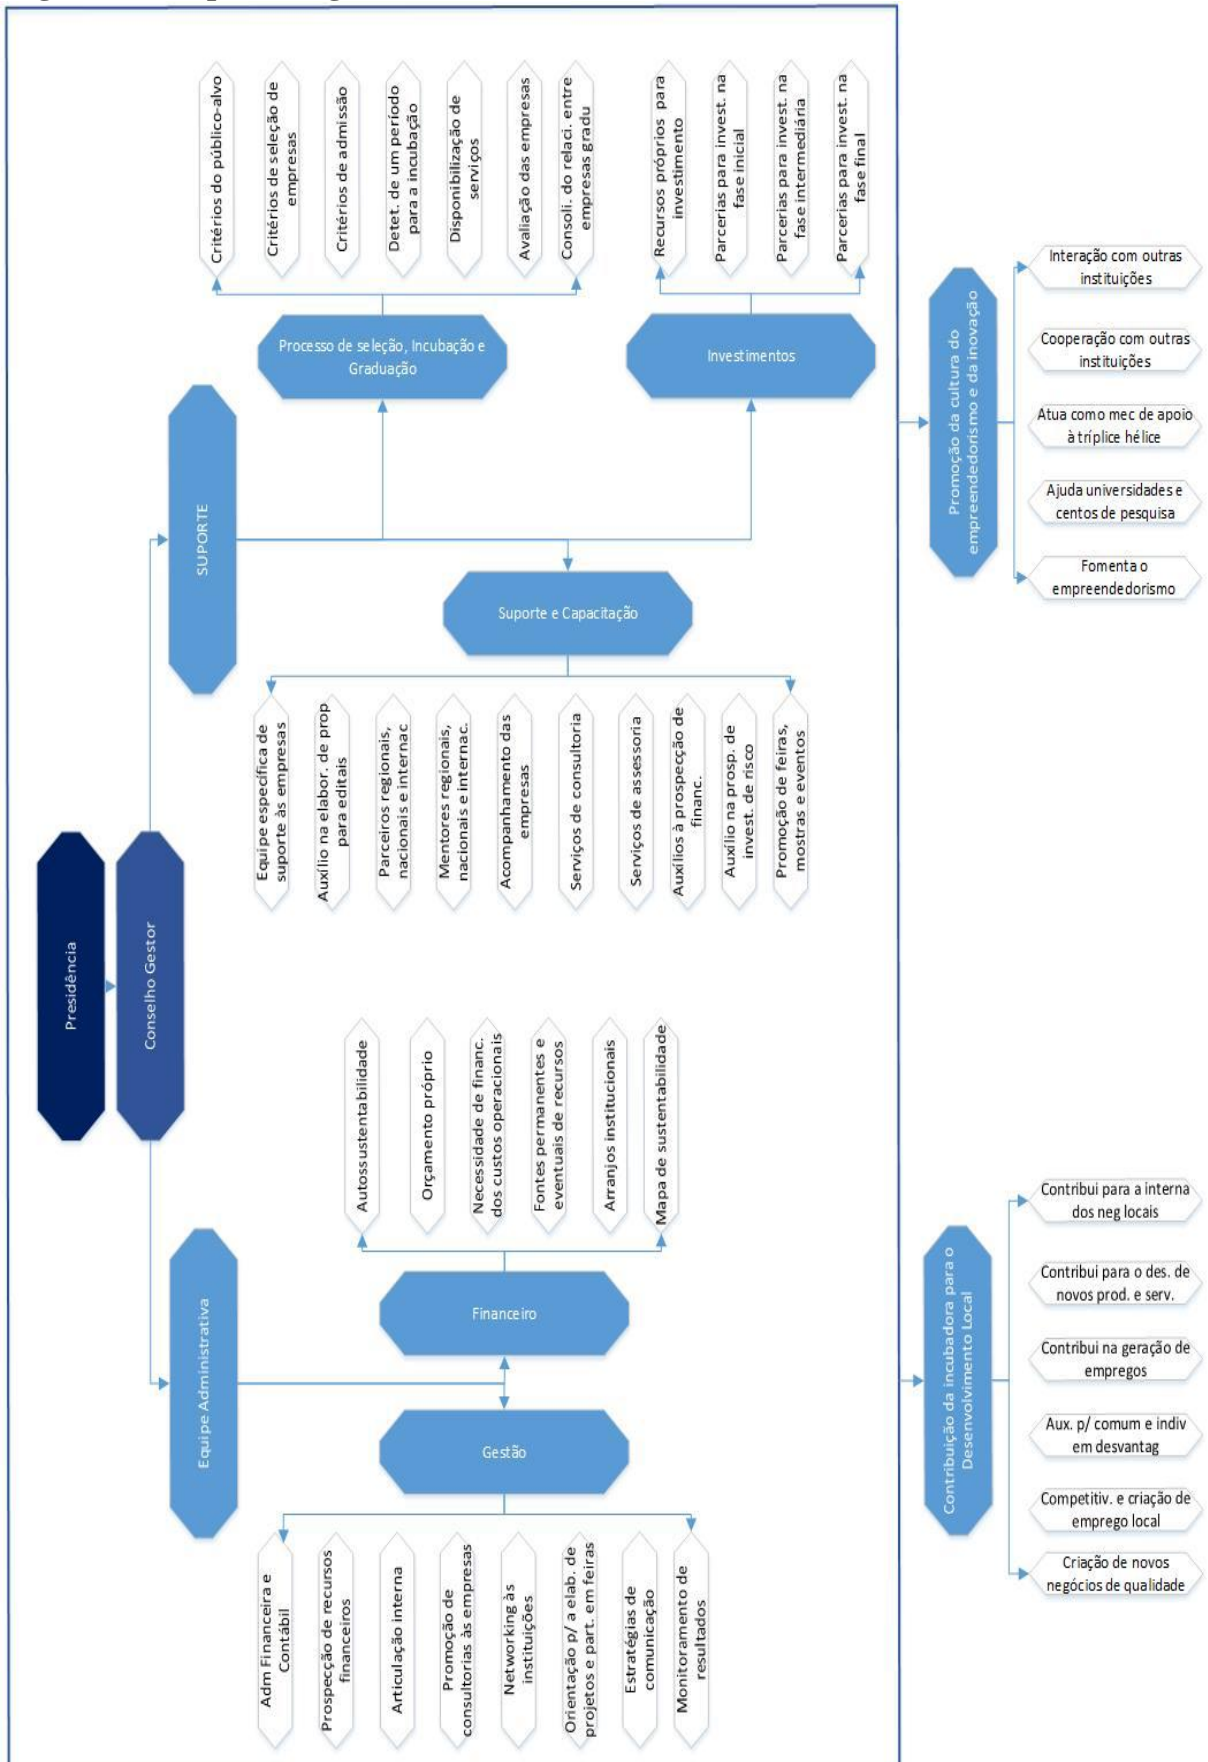 Presidência
Conselho Gestor
Equipe Administrativa
SUPORTE
Gestão
Adm Financeira e
Contábil
Prospecção de recursos
financeiros
Articulação interna
Promoção de
consultorias às empresas
Networking às
instituições
Orientação p/ a elab. de
projetos e part. em feiras
Estratégias de
comunicação
Monitoramento de
resultados
Financeiro
Autossustentabilidade
Orçamento próprio
Necessidade de financ.
dos custos operacionais
Fontes permanentes e
eventuais de recursos
Arranjos institucionais
Mapa de sustentabilidade
Suporte e Capacitação
Equipe específica de
suporte às empresas
Auxílio na elabor. de prop
para editais
Parceiros regionais,
nacionais e internac
Mentores regionais,
nacionais e internac.
Acompanhamento das
empresas
Serviços de consultoria
Serviços de assessoria
Auxílios à prospecção de
financ.
Auxílio na prosp. de
invest. de risco
Promoção de feiras,
mostras e eventos
Processo de seleção, Incubação e
Graduação
Critérios do público-alvo
Critérios de seleção de
empresas
Critérios de admissão
Detet. de um período
para a incubação
Disponibilização de
serviços
Avaliação das empresas
Consoli. do relaci. entre
empresas gradu
Investimentos
Recursos próprios para
investimento
Parcerias para invest. na
fase inicial
Parcerias para invest. na
fase intermediária
Parcerias para invest. na
fase final
Contribuição da incubadora para o
Desenvolvimento Local
Contribui para a interna
dos neg locais
Contribui para o des. de
novos prod. e serv.
Contribui na geração de
empregos
Aux. p/ comum e indiv
em desvantag
Competitiv. e criação de
emprego local
Criação de novos
negócios de qualidade
Promoção da cultura do
empreendedorismo e da inovação
Interação com outras
instituições
Cooperação com outras
instituições
Atua como mec de apoio
à tríplice hélice
Ajuda universidades e
centos de pesquisa
Fomenta o
empreendedorismo